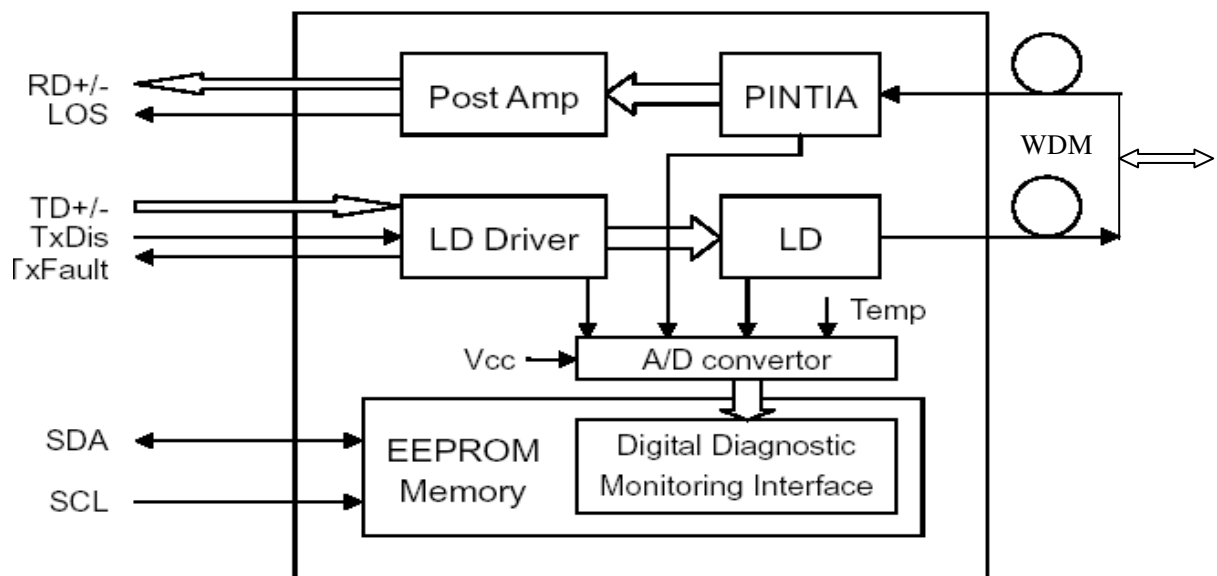 RD+/-
LOS
Post Amp
PINTIA
WDM
TD+/-
TxDis
TxFault
LD Driver
LD
Temp
Vcc
A/D convertor
SDA
SCL
EEPROM
Memory
Digital Diagnostic
Monitoring Interface